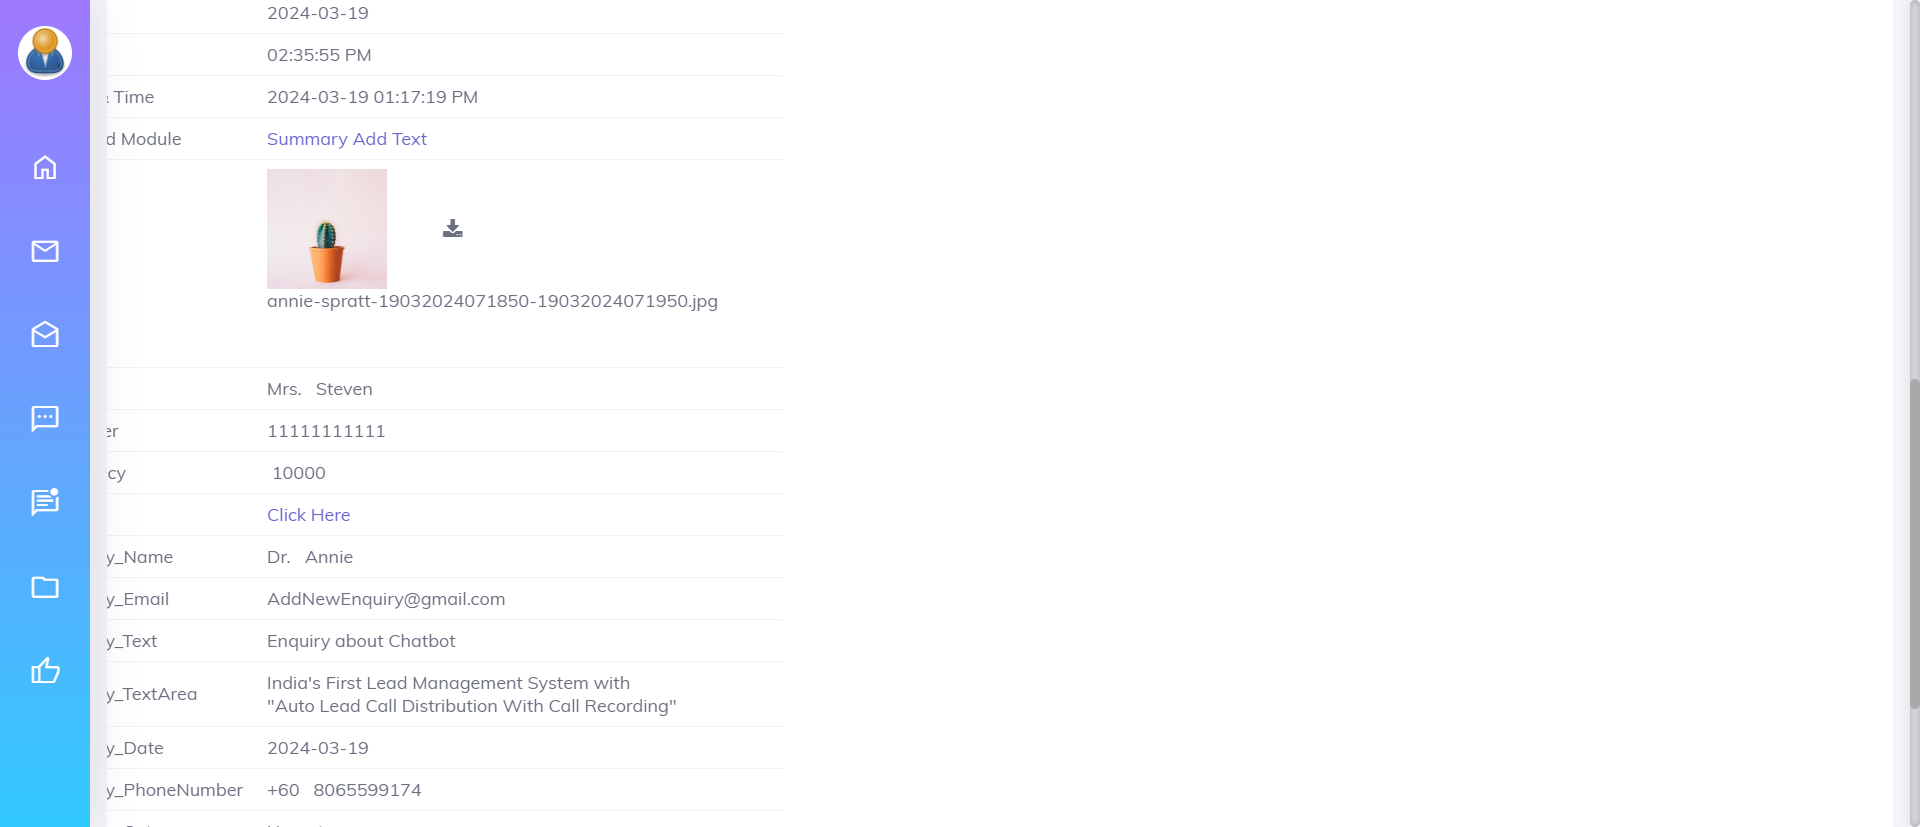 2024-03-19
02:35:55 PM
Time 2024-03-19 01:17:19 PM
d Module Summary Add Text
annie-spratt-19032024071850-19032024071950.jpg
Mrs. Steven
er 11111111111
cy 10000
Click Here
y_Name Dr. Annie
y_Email AddNewEnquiry@gmail.com
y_Text Enquiry about Chatbot
y_TextArea India's First Lead Management System with
"Auto Lead Call Distribution With Call Recording"
y_Date 2024-03-19
y_PhoneNumber +60 8065599174